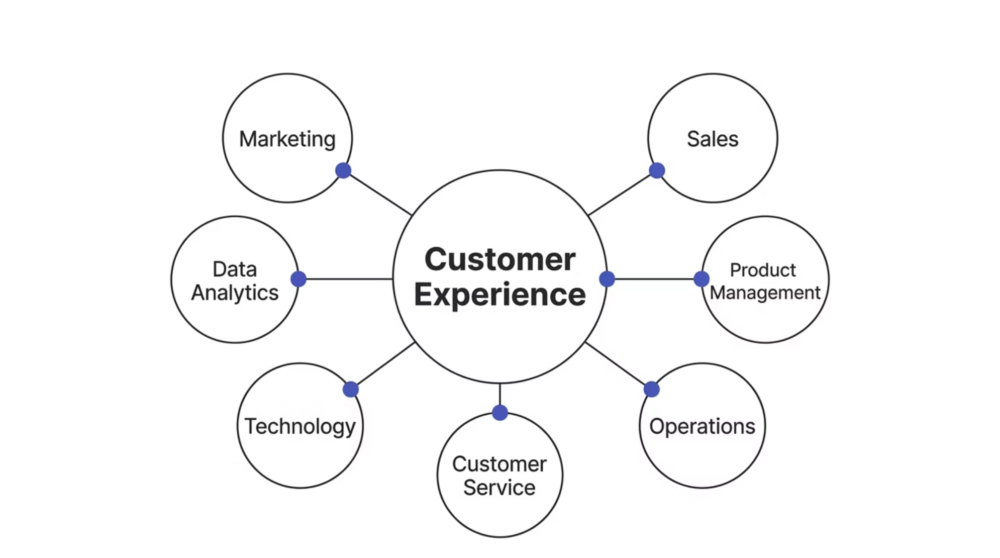 Marketing
Sales
Customer
Experience
Data
Analytics
Product
Management
Technology
Operations
Customer
Service